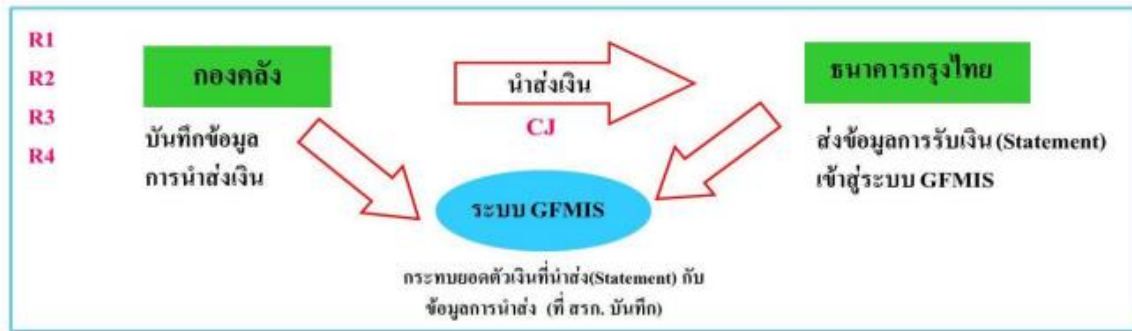 R1
R2
R3
R4
กองคลัง
บันทึกข้อมูล
การนำส่งเงิน
นำส่งเงิน
CJ
ธนาคารกรุงไทย
ส่งข้อมูลการรับเงิน (Statement)
เข้าสู่ระบบ GFMIS
ระบบ GFMIS
กระทบยอดตัวเงินที่นำส่ง(Statement) กับ
ข้อมูลการนำส่ง (ที่ สรก. บันทึก)